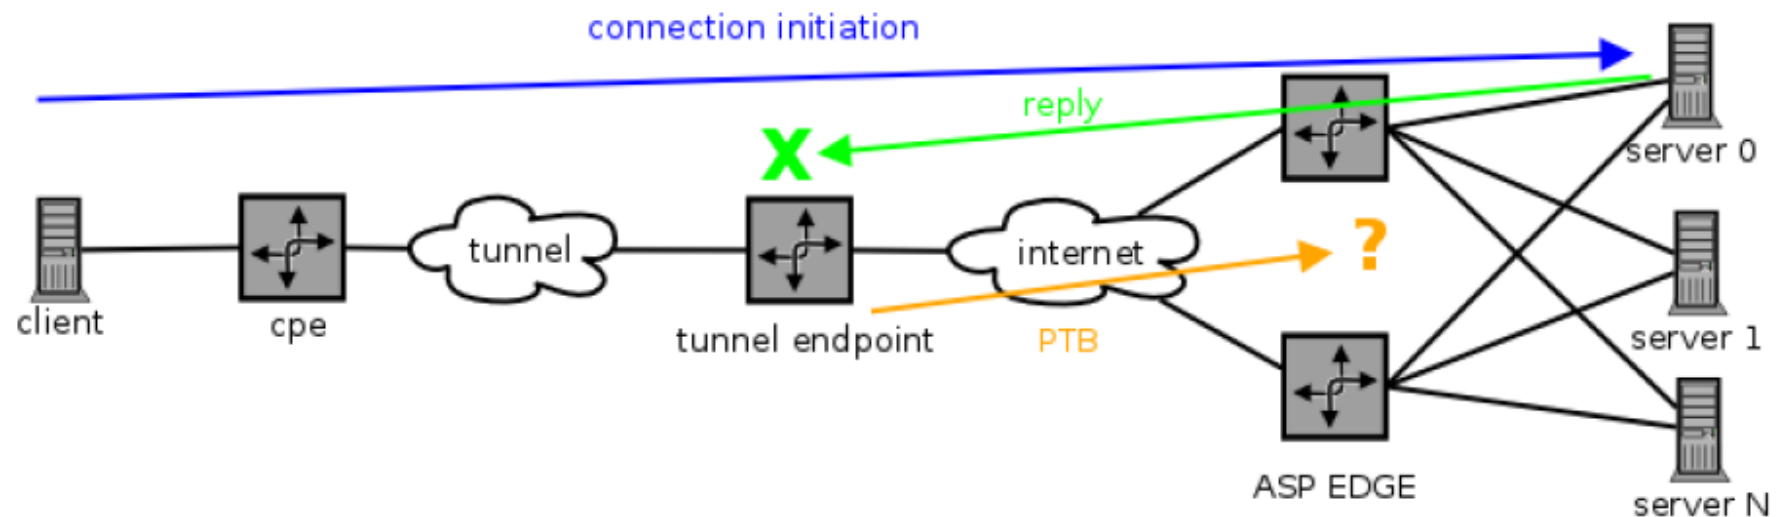 connection initiation
reply
X
server 0
?
tunnel
internet
client
cpe
tunnel endpoint
PTB
server 1
ASP EDGE
server N